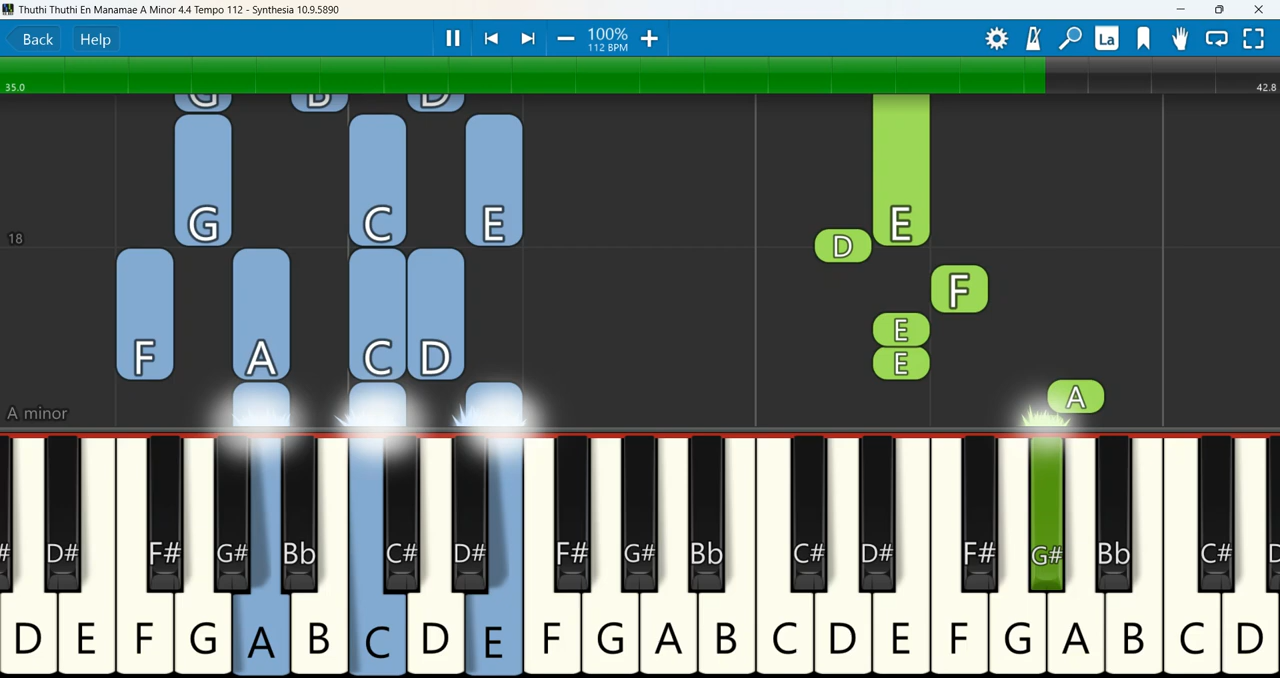 Thuthi Thuthi En Manamae A Minor 4.4 Tempo 112 - Synthesia 10.9.5890
Back Help 100% La
112 BPM
35.0 42.8
G B D
G C E E
18 D
F
E
F A C D E
A minor A
# D# F# G# Bb C# D# F# G# Bb C# D# F# G# Bb C# D
D E F G A B C D E F G A B C D E F G A B C D